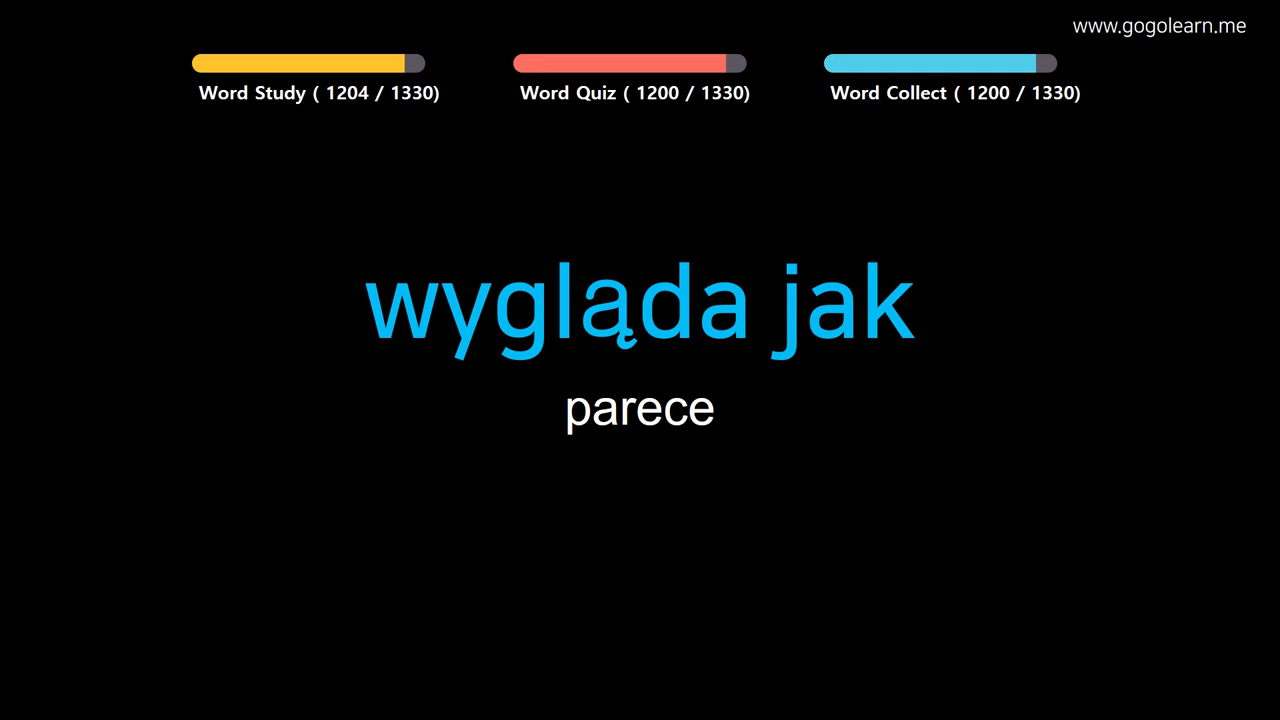 www.gogolearn.me
Word Study ( 1204 / 1330)
Word Quiz ( 1200 / 1330)
Word Collect ( 1200 / 1330)
wygląda jak
parece